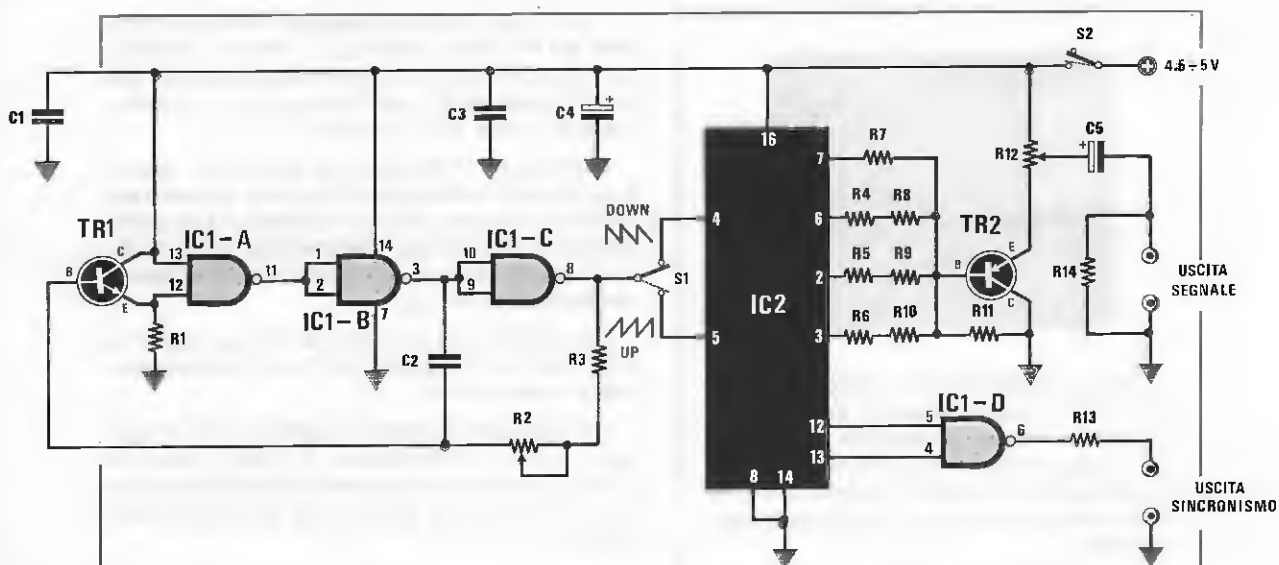 S2
4.5÷5V
C1
C3
C4
+
16
R7
7
R12
+
C5
TR1
C
B
E
IC1-A
13
12
11
14
1
2
3
7
IC1-B
IC1-C
10
9
8
DOWN
S1
UP
4
5
IC2
6
R4
R8
2
R5
R9
3
R6
R10
TR2
E
B
C
R11
R14
USCITA
SEGNALE
R1
C2
R3
R2
IC1-D
12
13
5
4
6
R13
8
14
USCITA
SINCRONISMO